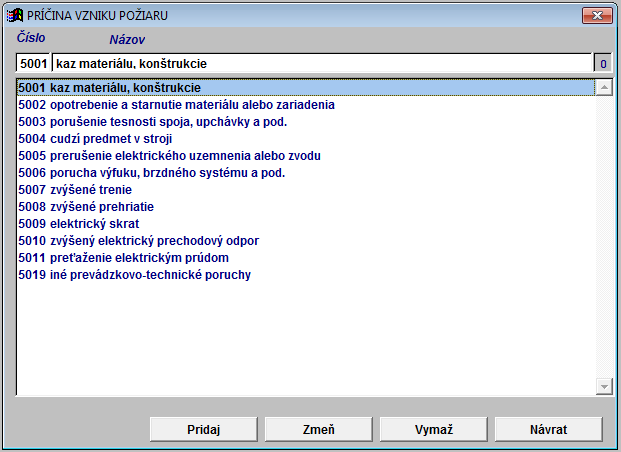 PRÍČINA VZNIKU POŽIARU
Číslo Názov
5001 kaz materiálu, konštrukcie 0
5001 kaz materiálu, konštrukcie
5002 opotrebenie a starnutie materiálu alebo zariadenia
5003 porušenie tesnosti spoja, upchávky a pod.
5004 cudzí predmet v stroji
5005 prerušenie elektrického uzemnenia alebo zvodu
5006 porucha výfuku, brzdného systému a pod.
5007 zvýšené trenie
5008 zvýšené prehriatie
5009 elektrický skrat
5010 zvýšený elektrický prechodový odpor
5011 preťaženie elektrickým prúdom
5019 iné prevádzkovo-technické poruchy
Pridaj Zmeň Vymaž Návrat